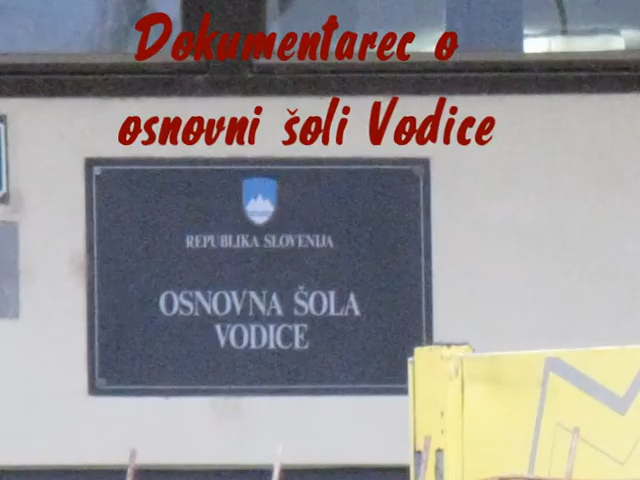 Dokumentarec o
osnovni šoli Vodice
REPUBLIKA SLOVENIJA
OSNOVNA ŠOLA
VODICE